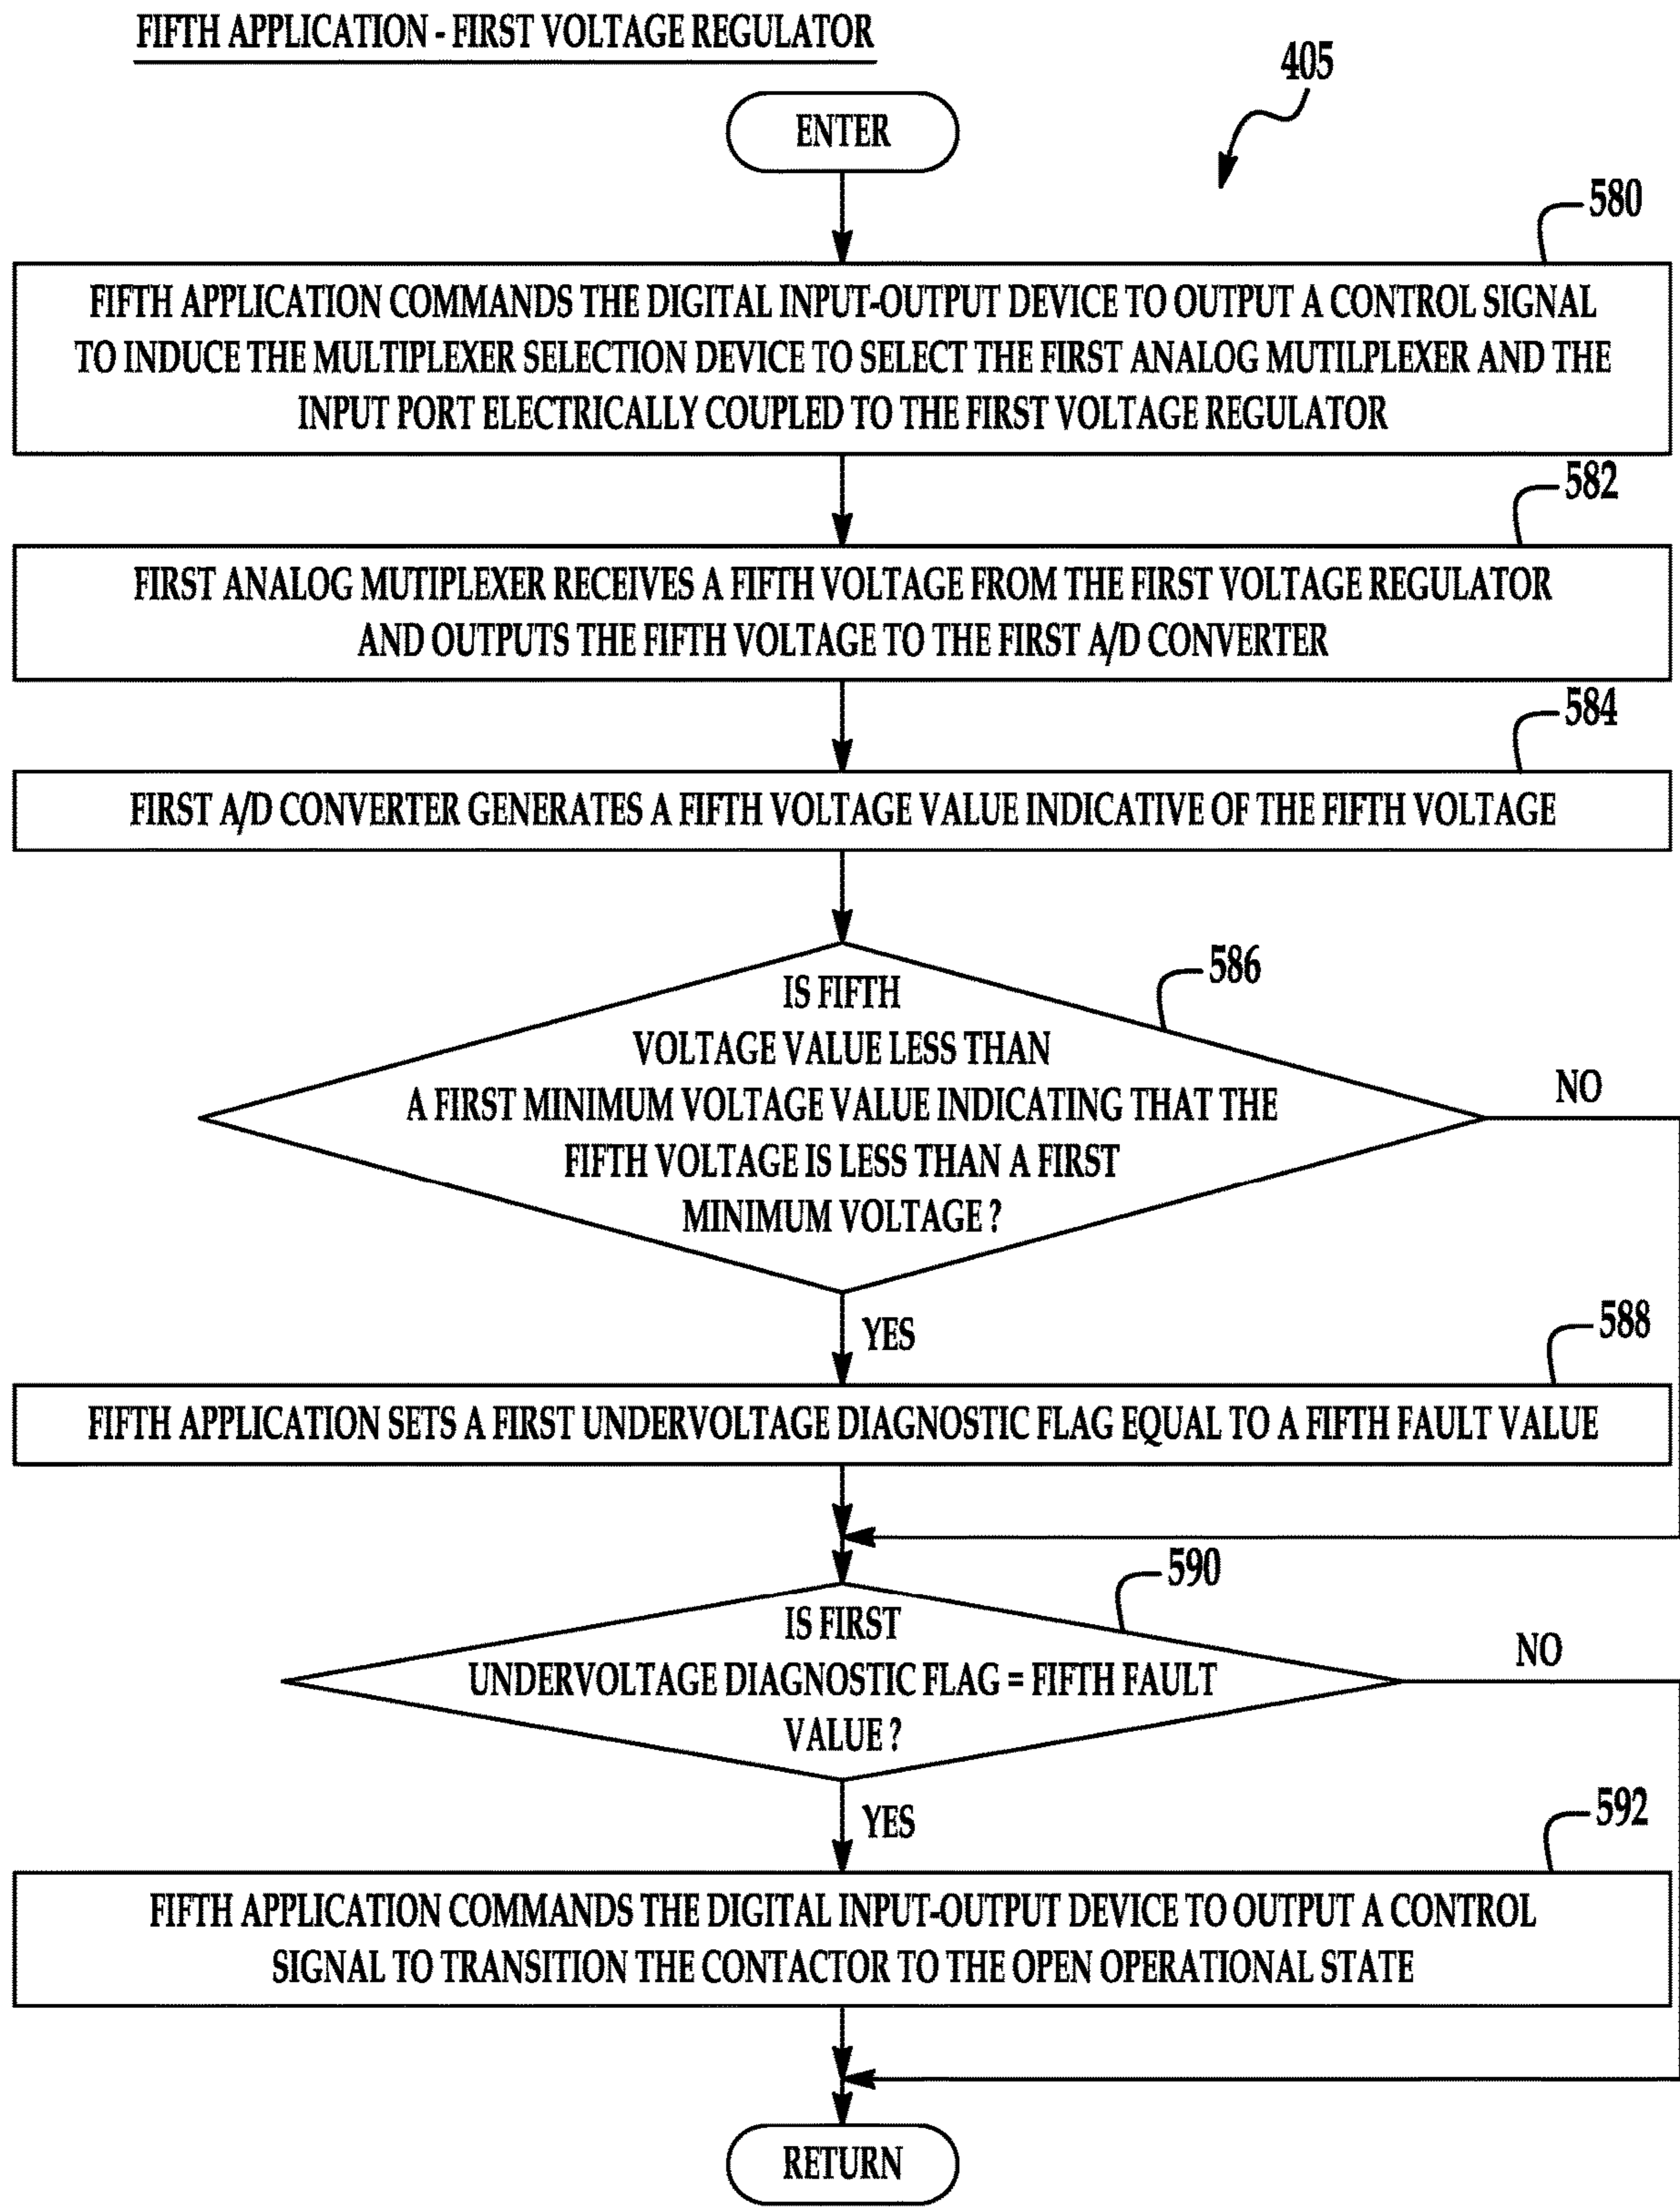 FIFTH APPLICATION - FIRST VOLTAGE REGULATOR
405
ENTER
580
FIFTH APPLICATION COMMANDS THE DIGITAL INPUT-OUTPUT DEVICE TO OUTPUT A CONTROL SIGNAL
TO INDUCE THE MULTIPLEXER SELECTION DEVICE TO SELECT THE FIRST ANALOG MUTILPLEXER AND THE
INPUT PORT ELECTRICALLY COUPLED TO THE FIRST VOLTAGE REGULATOR
582
FIRST ANALOG MUTIPLEXER RECEIVES A FIFTH VOLTAGE FROM THE FIRST VOLTAGE REGULATOR
AND OUTPUTS THE FIFTH VOLTAGE TO THE FIRST A/D CONVERTER
584
FIRST A/D CONVERTER GENERATES A FIFTH VOLTAGE VALUE INDICATIVE OF THE FIFTH VOLTAGE
586
IS FIFTH
VOLTAGE VALUE LESS THAN
A FIRST MINIMUM VOLTAGE VALUE INDICATING THAT THE
FIFTH VOLTAGE IS LESS THAN A FIRST
MINIMUM VOLTAGE ?
NO
YES
588
FIFTH APPLICATION SETS A FIRST UNDERVOLTAGE DIAGNOSTIC FLAG EQUAL TO A FIFTH FAULT VALUE
590
IS FIRST
UNDERVOLTAGE DIAGNOSTIC FLAG = FIFTH FAULT
VALUE ?
NO
YES
592
FIFTH APPLICATION COMMANDS THE DIGITAL INPUT-OUTPUT DEVICE TO OUTPUT A CONTROL
SIGNAL TO TRANSITION THE CONTACTOR TO THE OPEN OPERATIONAL STATE
RETURN